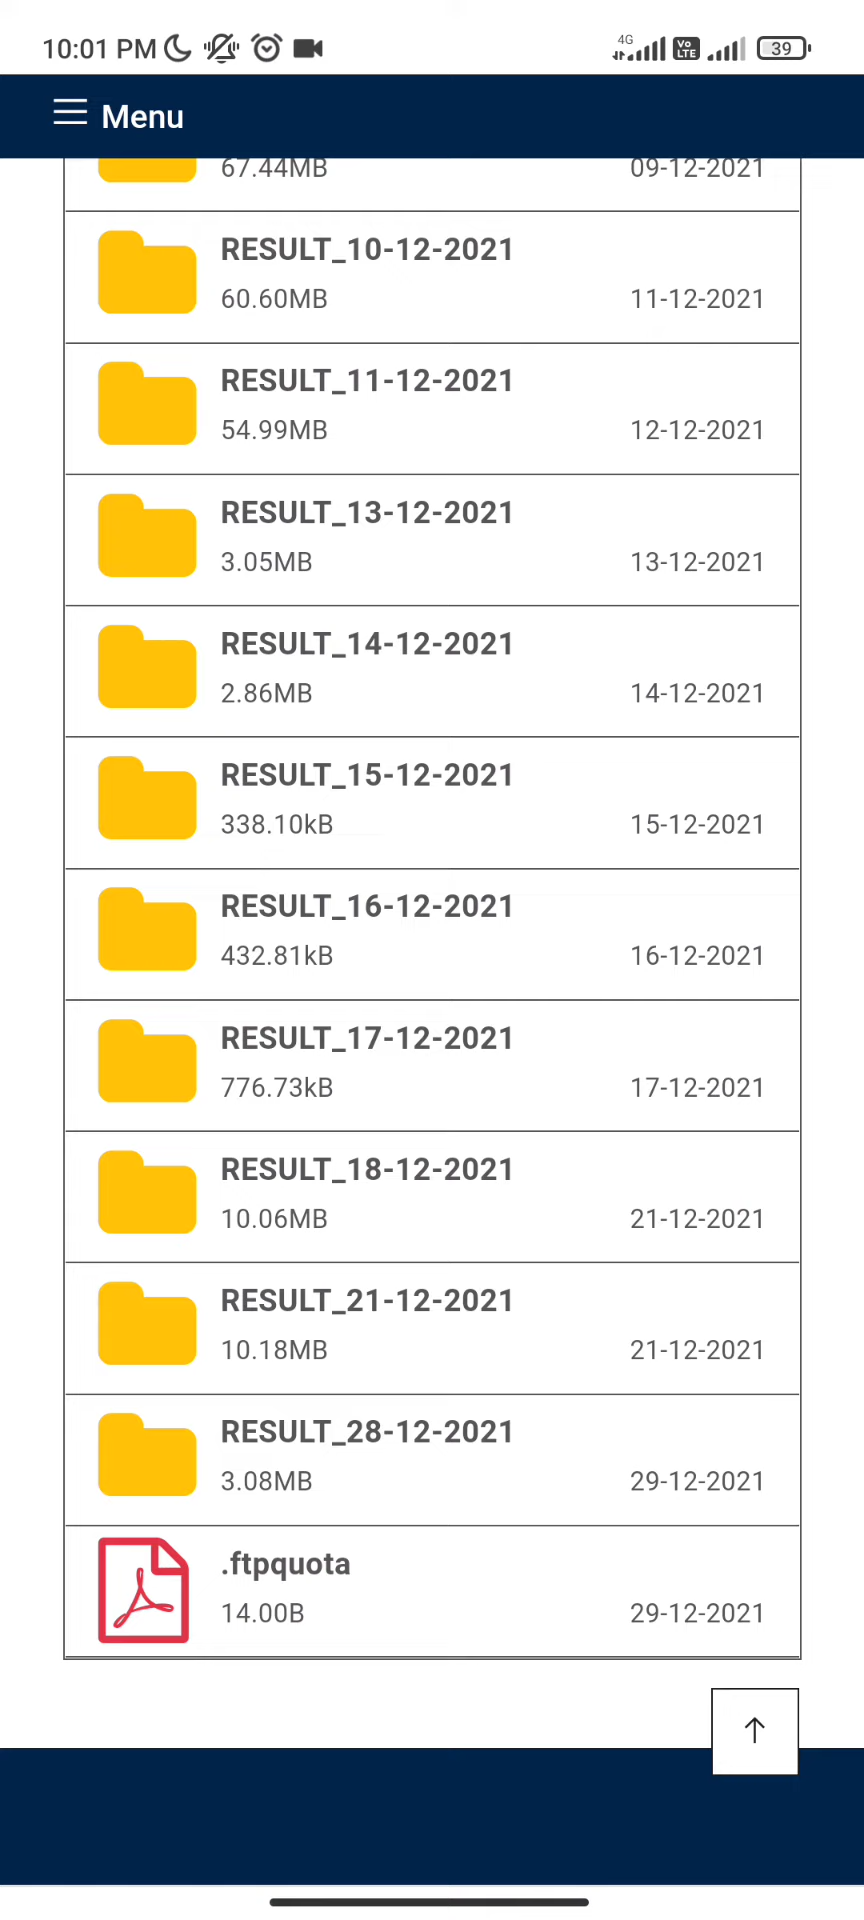 10:01 PM 4G Vo LTE 39
Menu
67.44MB 09-12-2021
RESULT_10-12-2021
60.60MB 11-12-2021
RESULT_11-12-2021
54.99MB 12-12-2021
RESULT_13-12-2021
3.05MB 13-12-2021
RESULT_14-12-2021
2.86MB 14-12-2021
RESULT_15-12-2021
338.10kB 15-12-2021
RESULT_16-12-2021
432.81kB 16-12-2021
RESULT_17-12-2021
776.73kB 17-12-2021
RESULT_18-12-2021
10.06MB 21-12-2021
RESULT_21-12-2021
10.18MB 21-12-2021
RESULT_28-12-2021
3.08MB 29-12-2021
.ftpquota
14.00B 29-12-2021